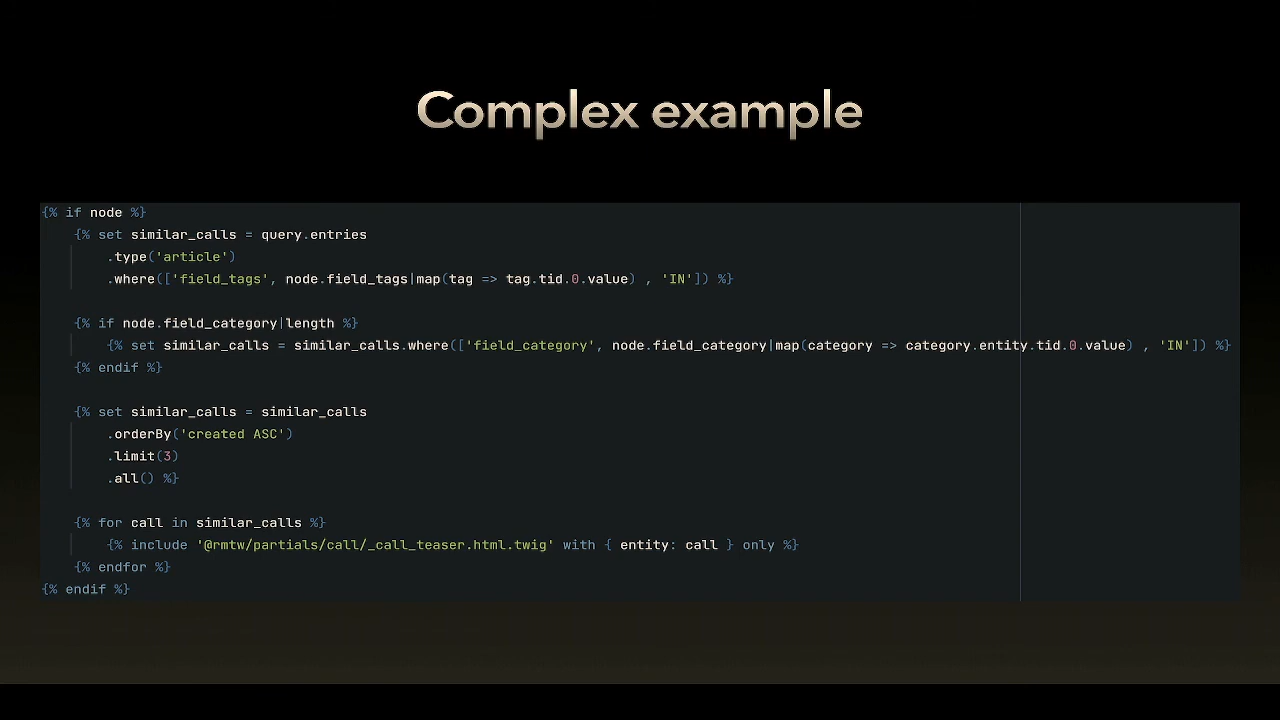 Complex example
{% if node %}
    {% set similar_calls = query.entries
        .type('article')
        .where(['field_tags', node.field_tags|map(tag => tag.tid.0.value) , 'IN']) %}
    {% if node.field_category|length %}
        {% set similar_calls = similar_calls.where(['field_category', node.field_category|map(category => category.entity.tid.0.value) , 'IN']) %}
    {% endif %}
    {% set similar_calls = similar_calls
        .orderBy('created ASC')
        .limit(3)
        .all() %}
    {% for call in similar_calls %}
        {% include '@rmtw/partials/call/_call_teaser.html.twig' with { entity: call } only %}
    {% endfor %}
{% endif %}